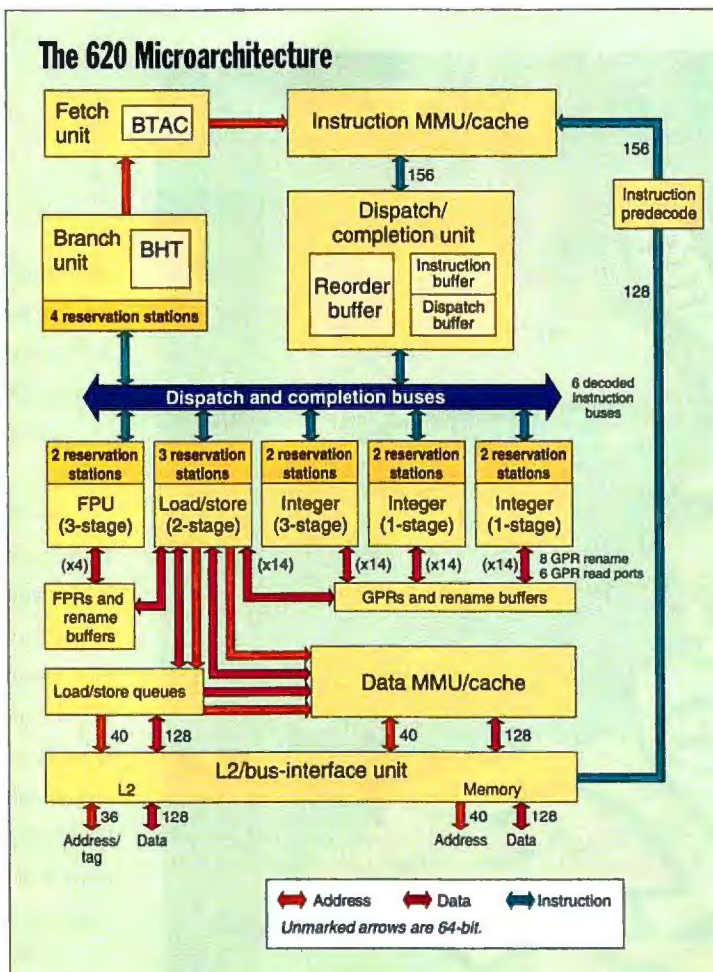 The 620 Microarchitecture
Fetch unit
BTAC
Instruction MMU/cache
156
156
Instruction predecode
128
Branch unit
BHT
4 reservation stations
Dispatch/
completion unit
Reorder
buffer
Instruction
buffer
Dispatch
buffer
Dispatch and completion buses
6 decoded
instruction
buses
2 reservation
stations
FPU
(3-stage)
3 reservation
stations
Load/store
(2-stage)
2 reservation
stations
Integer
(3-stage)
2 reservation
stations
Integer
(1-stage)
2 reservation
stations
Integer
(1-stage)
(x4)
(x14)
(x14)
(x14)
(x14)
8 GPR rename
6 GPR read ports
FPRs and
rename
buffers
GPRs and rename buffers
Load/store queues
Data MMU/cache
40
128
40
128
L2/bus-interface unit
L2
Memory
36
128
40
128
Address/
tag
Data
Address
Data
Address
Data
Instruction
Unmarked arrows are 64-bit.